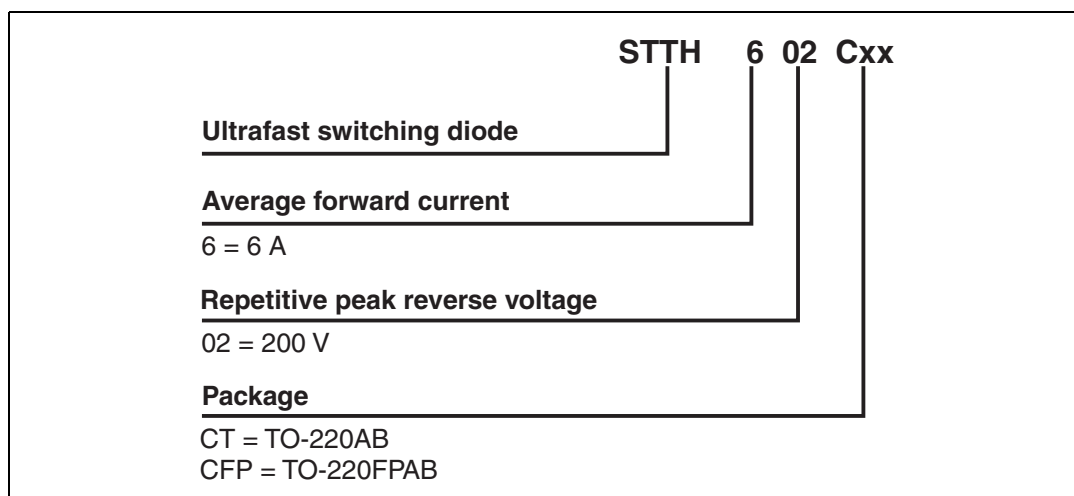 STTH 6 02 Cxx
Ultrafast switching diode
Average forward current
6 = 6 A
Repetitive peak reverse voltage
02 = 200 V
Package
CT = TO-220AB
CFP = TO-220FPAB